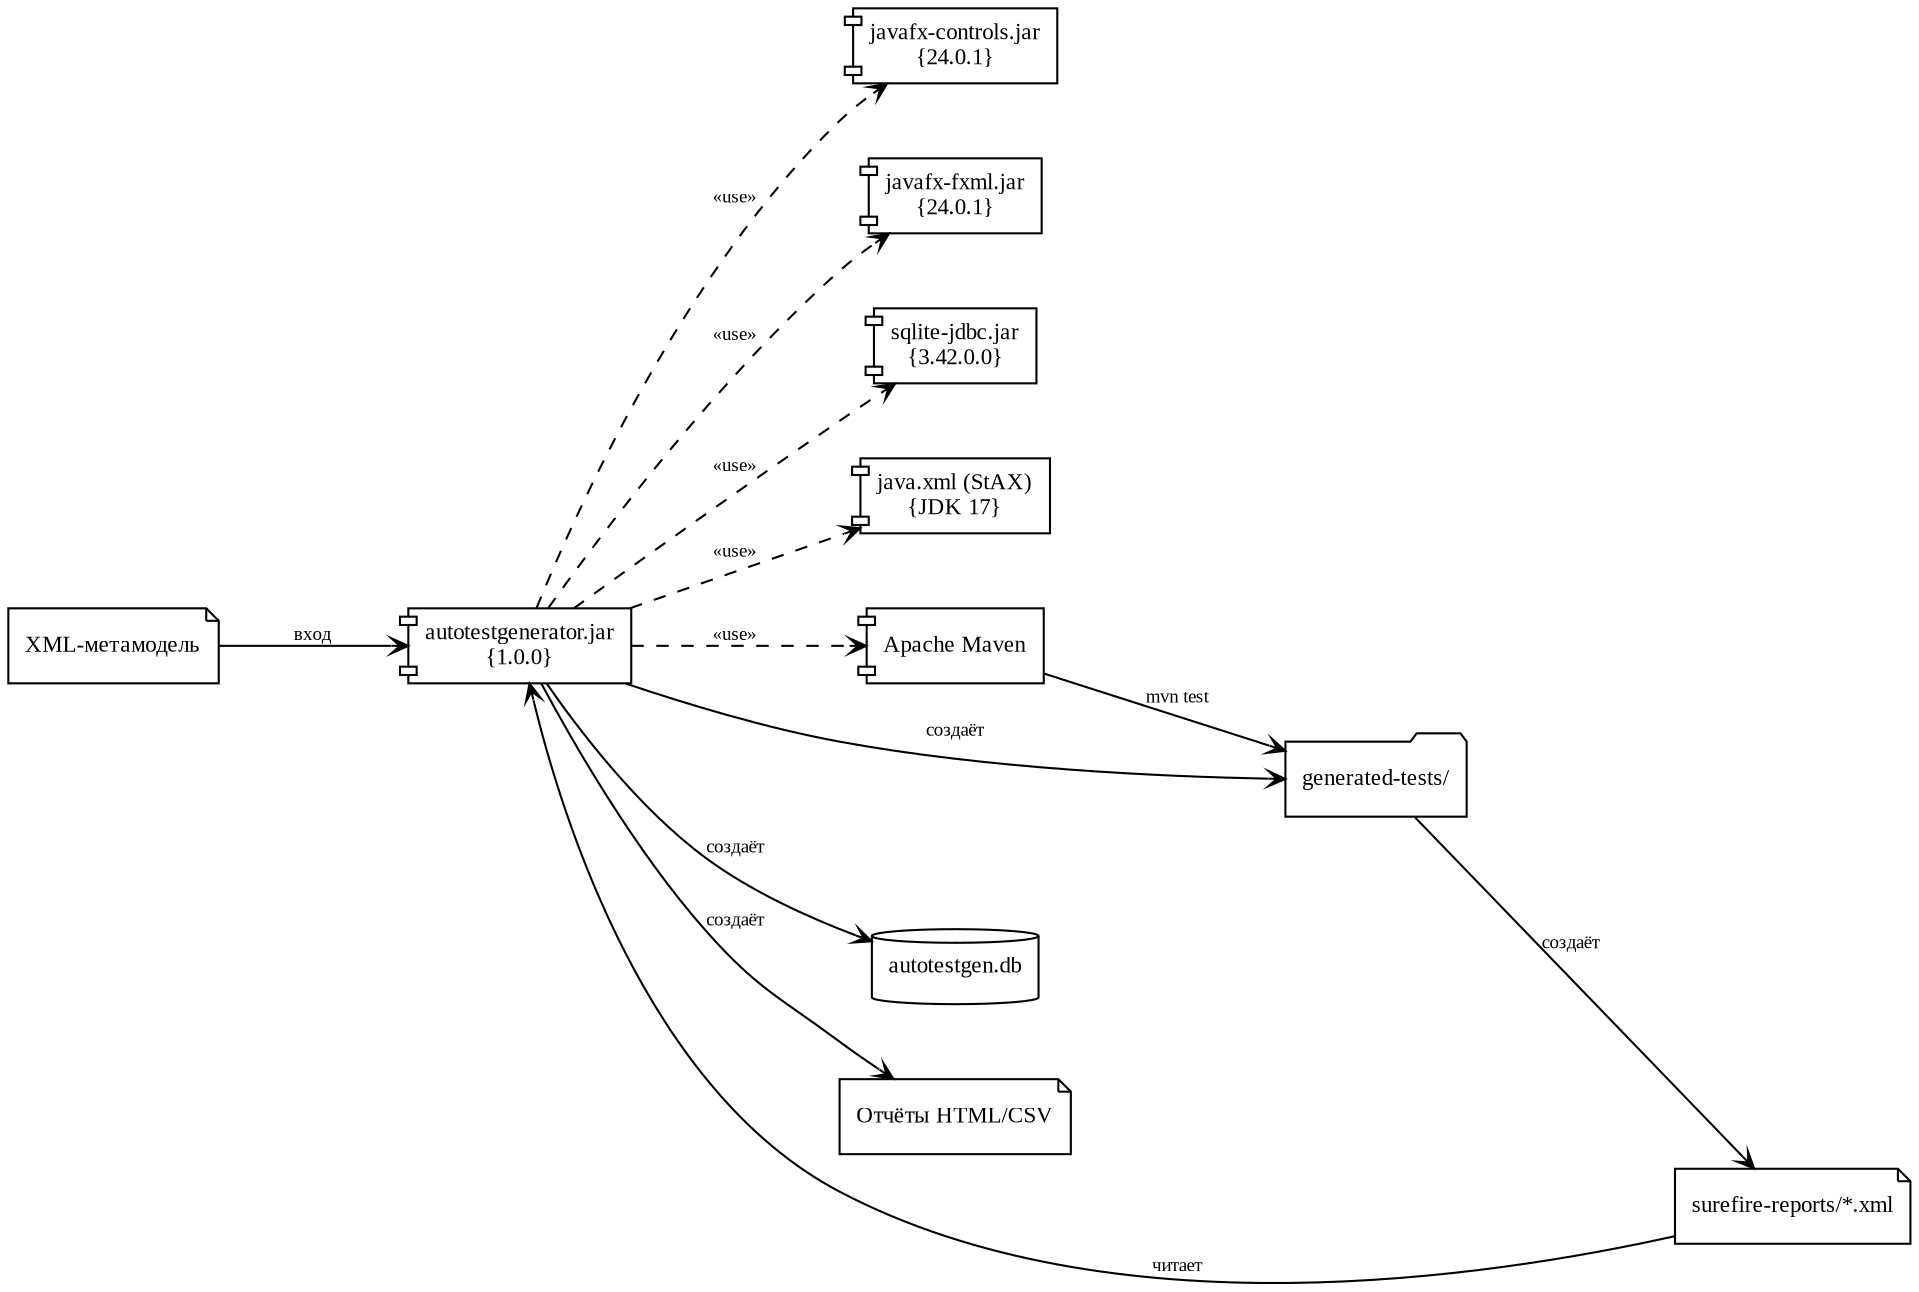 javafx-controls.jar
{24.0.1}
«use»
javafx-fxml.jar
{24.0.1}
«use»
sqlite-jdbc.jar
{3.42.0.0}
«use»
java.xml (StAX)
{JDK 17}
«use»
XML-метамодель
вход
autotestgenerator.jar
{1.0.0}
«use»
Apache Maven
mvn test
создаёт
generated-tests/
создаёт
создаёт
создаёт
autotestgen.db
Отчёты HTML/CSV
surefire-reports/*.xml
читает